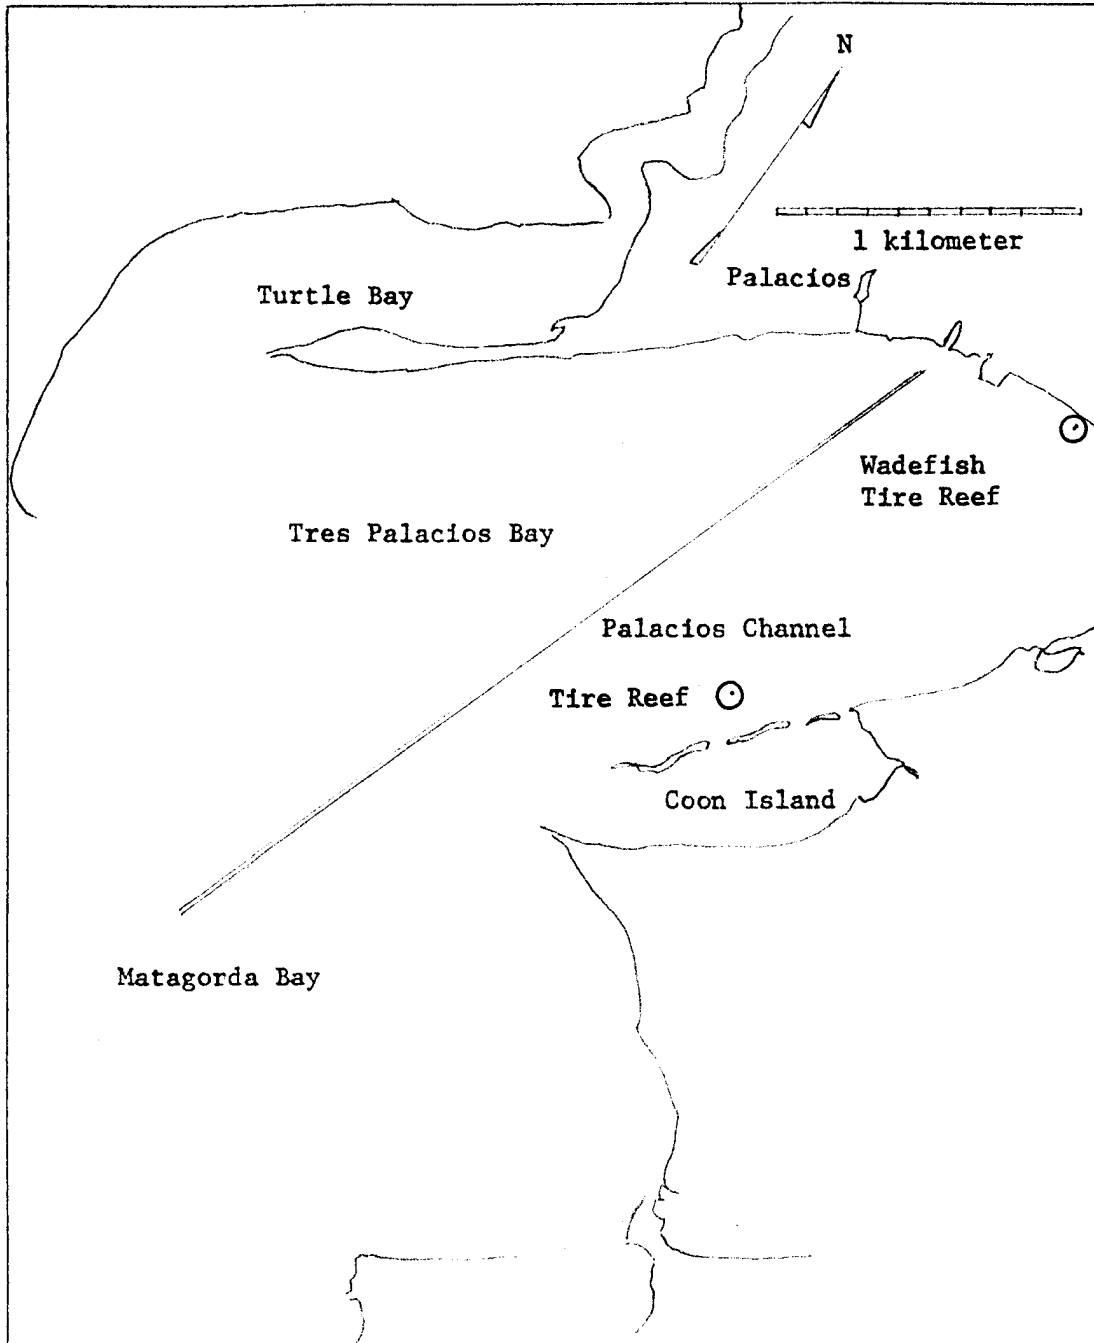 N
1 kilometer
Palacios
Turtle Bay
Wadefish
Tire Reef
Tres Palacios Bay
Palacios Channel
Tire Reef
Coon Island
Matagorda Bay